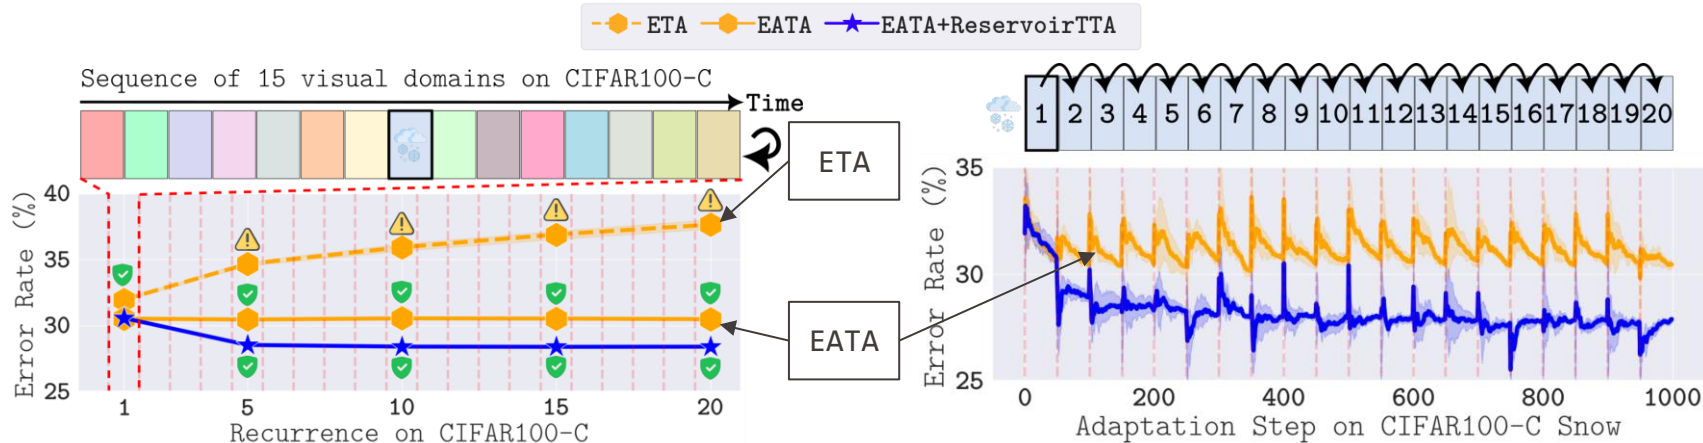 ETA EATA EATA+ReservoirTTA
Sequence of 15 visual domains on CIFAR100-C
Time
ETA
EATA
Error Rate (%)
40
35
30
25
1 5 10 15 20
Recurrence on CIFAR100-C
1 2 3 4 5 6 7 8 9 10 11 12 13 14 15 16 17 18 19 20
Error Rate (%)
35
30
25
0 200 400 600 800 1000
Adaptation Step on CIFAR100-C Snow